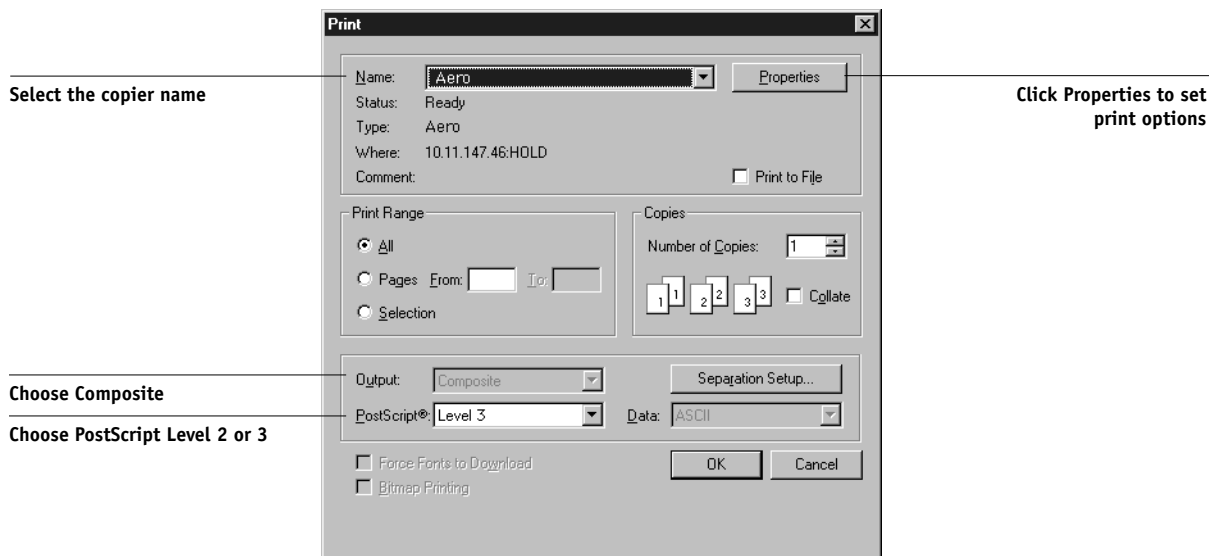 Print
Name: Aero
Properties
Select the copier name
Click Properties to set
print options
Status: Ready
Type: Aero
Where: 10.11.147.46:HOLD
Comment:
Print to File
Print Range
All
Pages From: To:
Selection
Copies
Number of Copies: 1
1 1 2 2 3 3
Collate
Choose Composite
Output: Composite
Separation Setup...
Choose PostScript Level 2 or 3
PostScript®: Level 3
Data: ASCII
Force Fonts to Download
Bitmap Printing
OK
Cancel